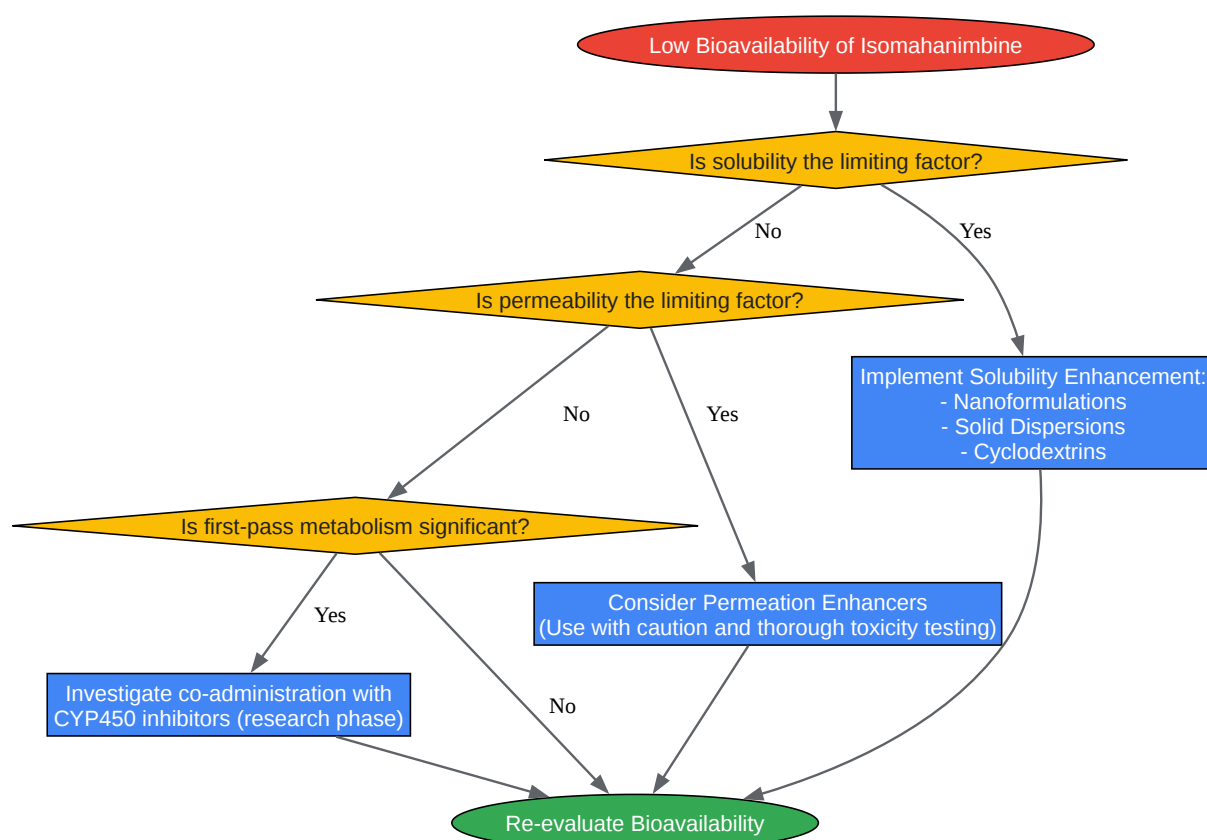 Low Bioavailability of Isomahanimbine
Is solubility the limiting factor?
No
Yes
Is permeability the limiting factor?
Implement Solubility Enhancement:
- Nanoformulations
- Solid Dispersions
- Cyclodextrins
No
Yes
Is first-pass metabolism significant?
Yes
Consider Permeation Enhancers
(Use with caution and thorough toxicity testing)
Investigate co-administration with
CYP450 inhibitors (research phase)
No
Re-evaluate Bioavailability